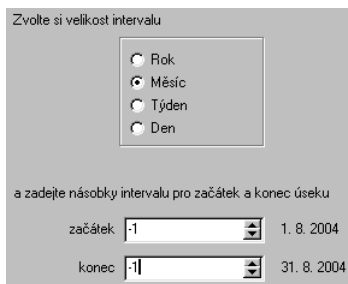 Zvolte si velikost intervalu
Rok
Měsíc
Týden
Den
a zadejte násobky intervalu pro začátek a konec úseku
začátek -1 1. 8. 2004
konec -1 31. 8. 2004